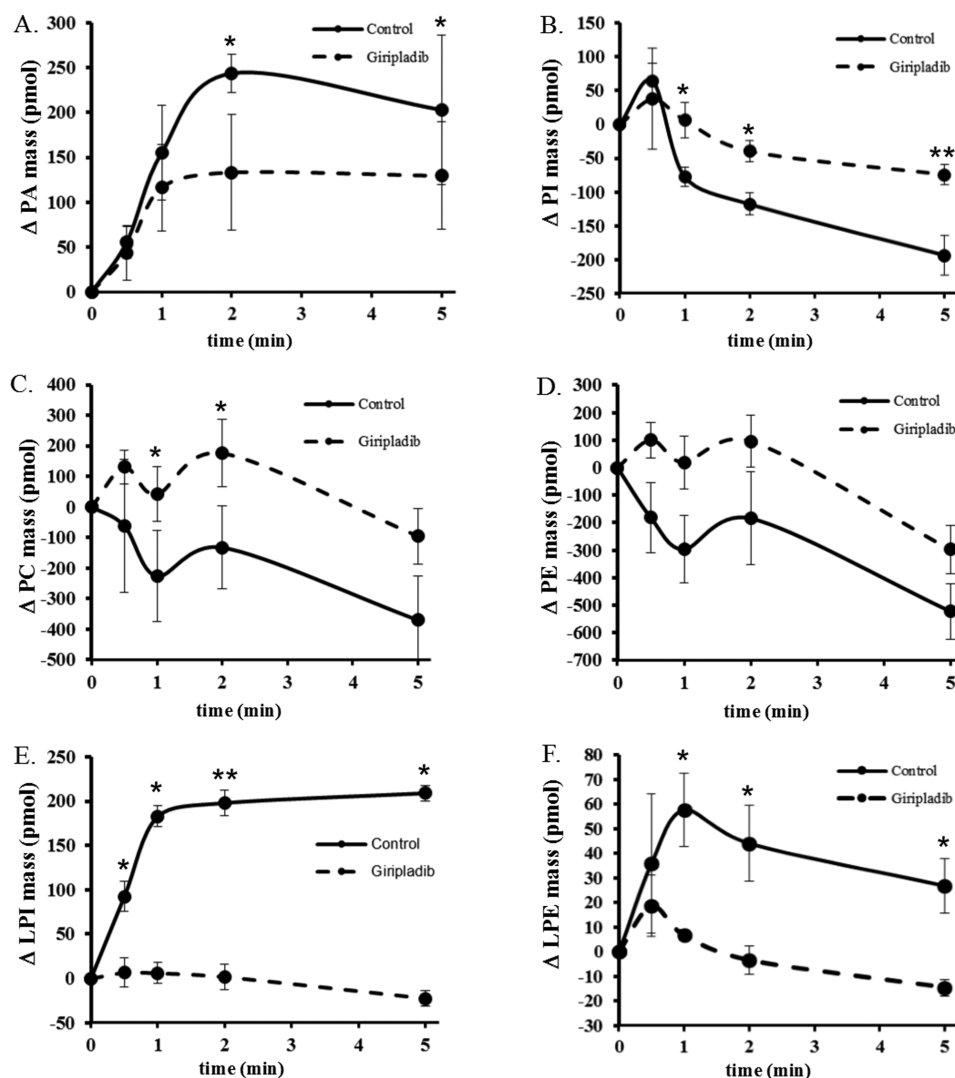 A.
Δ PA mass (pmol)
300
250
200
150
100
50
0
0 1 2 3 4 5
time (min)
* *
Control
Giripladib
B.
Δ PI mass (pmol)
150
100
50
0
-50
-100
-150
-200
-250
0 1 2 3 4 5
time (min)
* * **
Control
Giripladib
C.
Δ PC mass (pmol)
400
300
200
100
0
-100
-200
-300
-400
-500
0 1 2 3 4 5
time (min)
* *
Control
Giripladib
D.
Δ PE mass (pmol)
300
200
100
0
-100
-200
-300
-400
-500
-600
-700
0 1 2 3 4 5
time (min)
Control
Giripladib
E.
Δ LPI mass (pmol)
250
200
150
100
50
0
-50
0 1 2 3 4 5
time (min)
* * ** *
Control
Giripladib
F.
Δ LPE mass (pmol)
80
70
60
50
40
30
20
10
0
-10
-20
-30
0 1 2 3 4 5
time (min)
* * *
Control
Giripladib